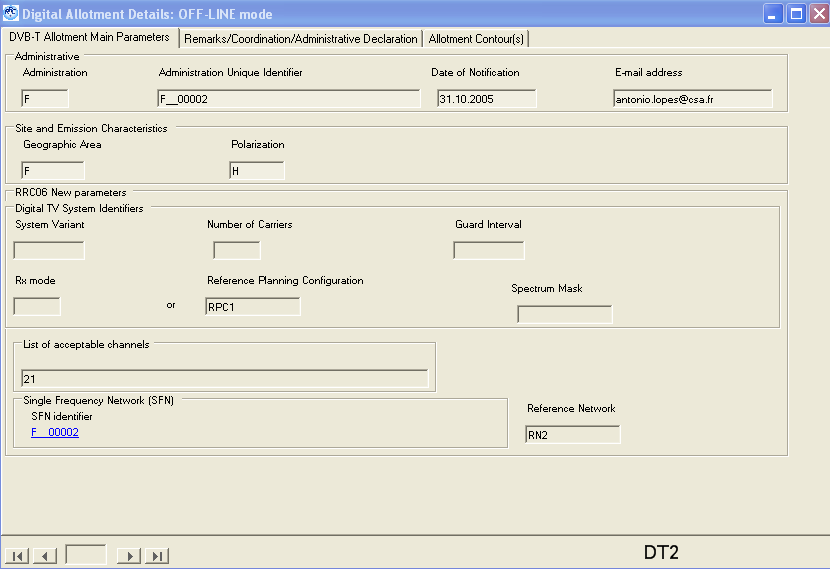 Digital Allotment Details: OFF-LINE mode
DVB-T Allotment Main Parameters Remarks/Coordination/Administrative Declaration Allotment Contour(s)
Administrative
Administration Administration Unique Identifier Date of Notification E-mail address
F F__00002 31.10.2005 antonio.lopes@csa.fr
Site and Emission Characteristics
Geographic Area Polarization
F H
RRC06 New parameters
Digital TV System Identifiers
System Variant Number of Carriers Guard Interval
Rx mode Reference Planning Configuration Spectrum Mask
or RPC1
List of acceptable channels
21
Single Frequency Network (SFN)
SFN identifier Reference Network
F__00002 RN2
DT2